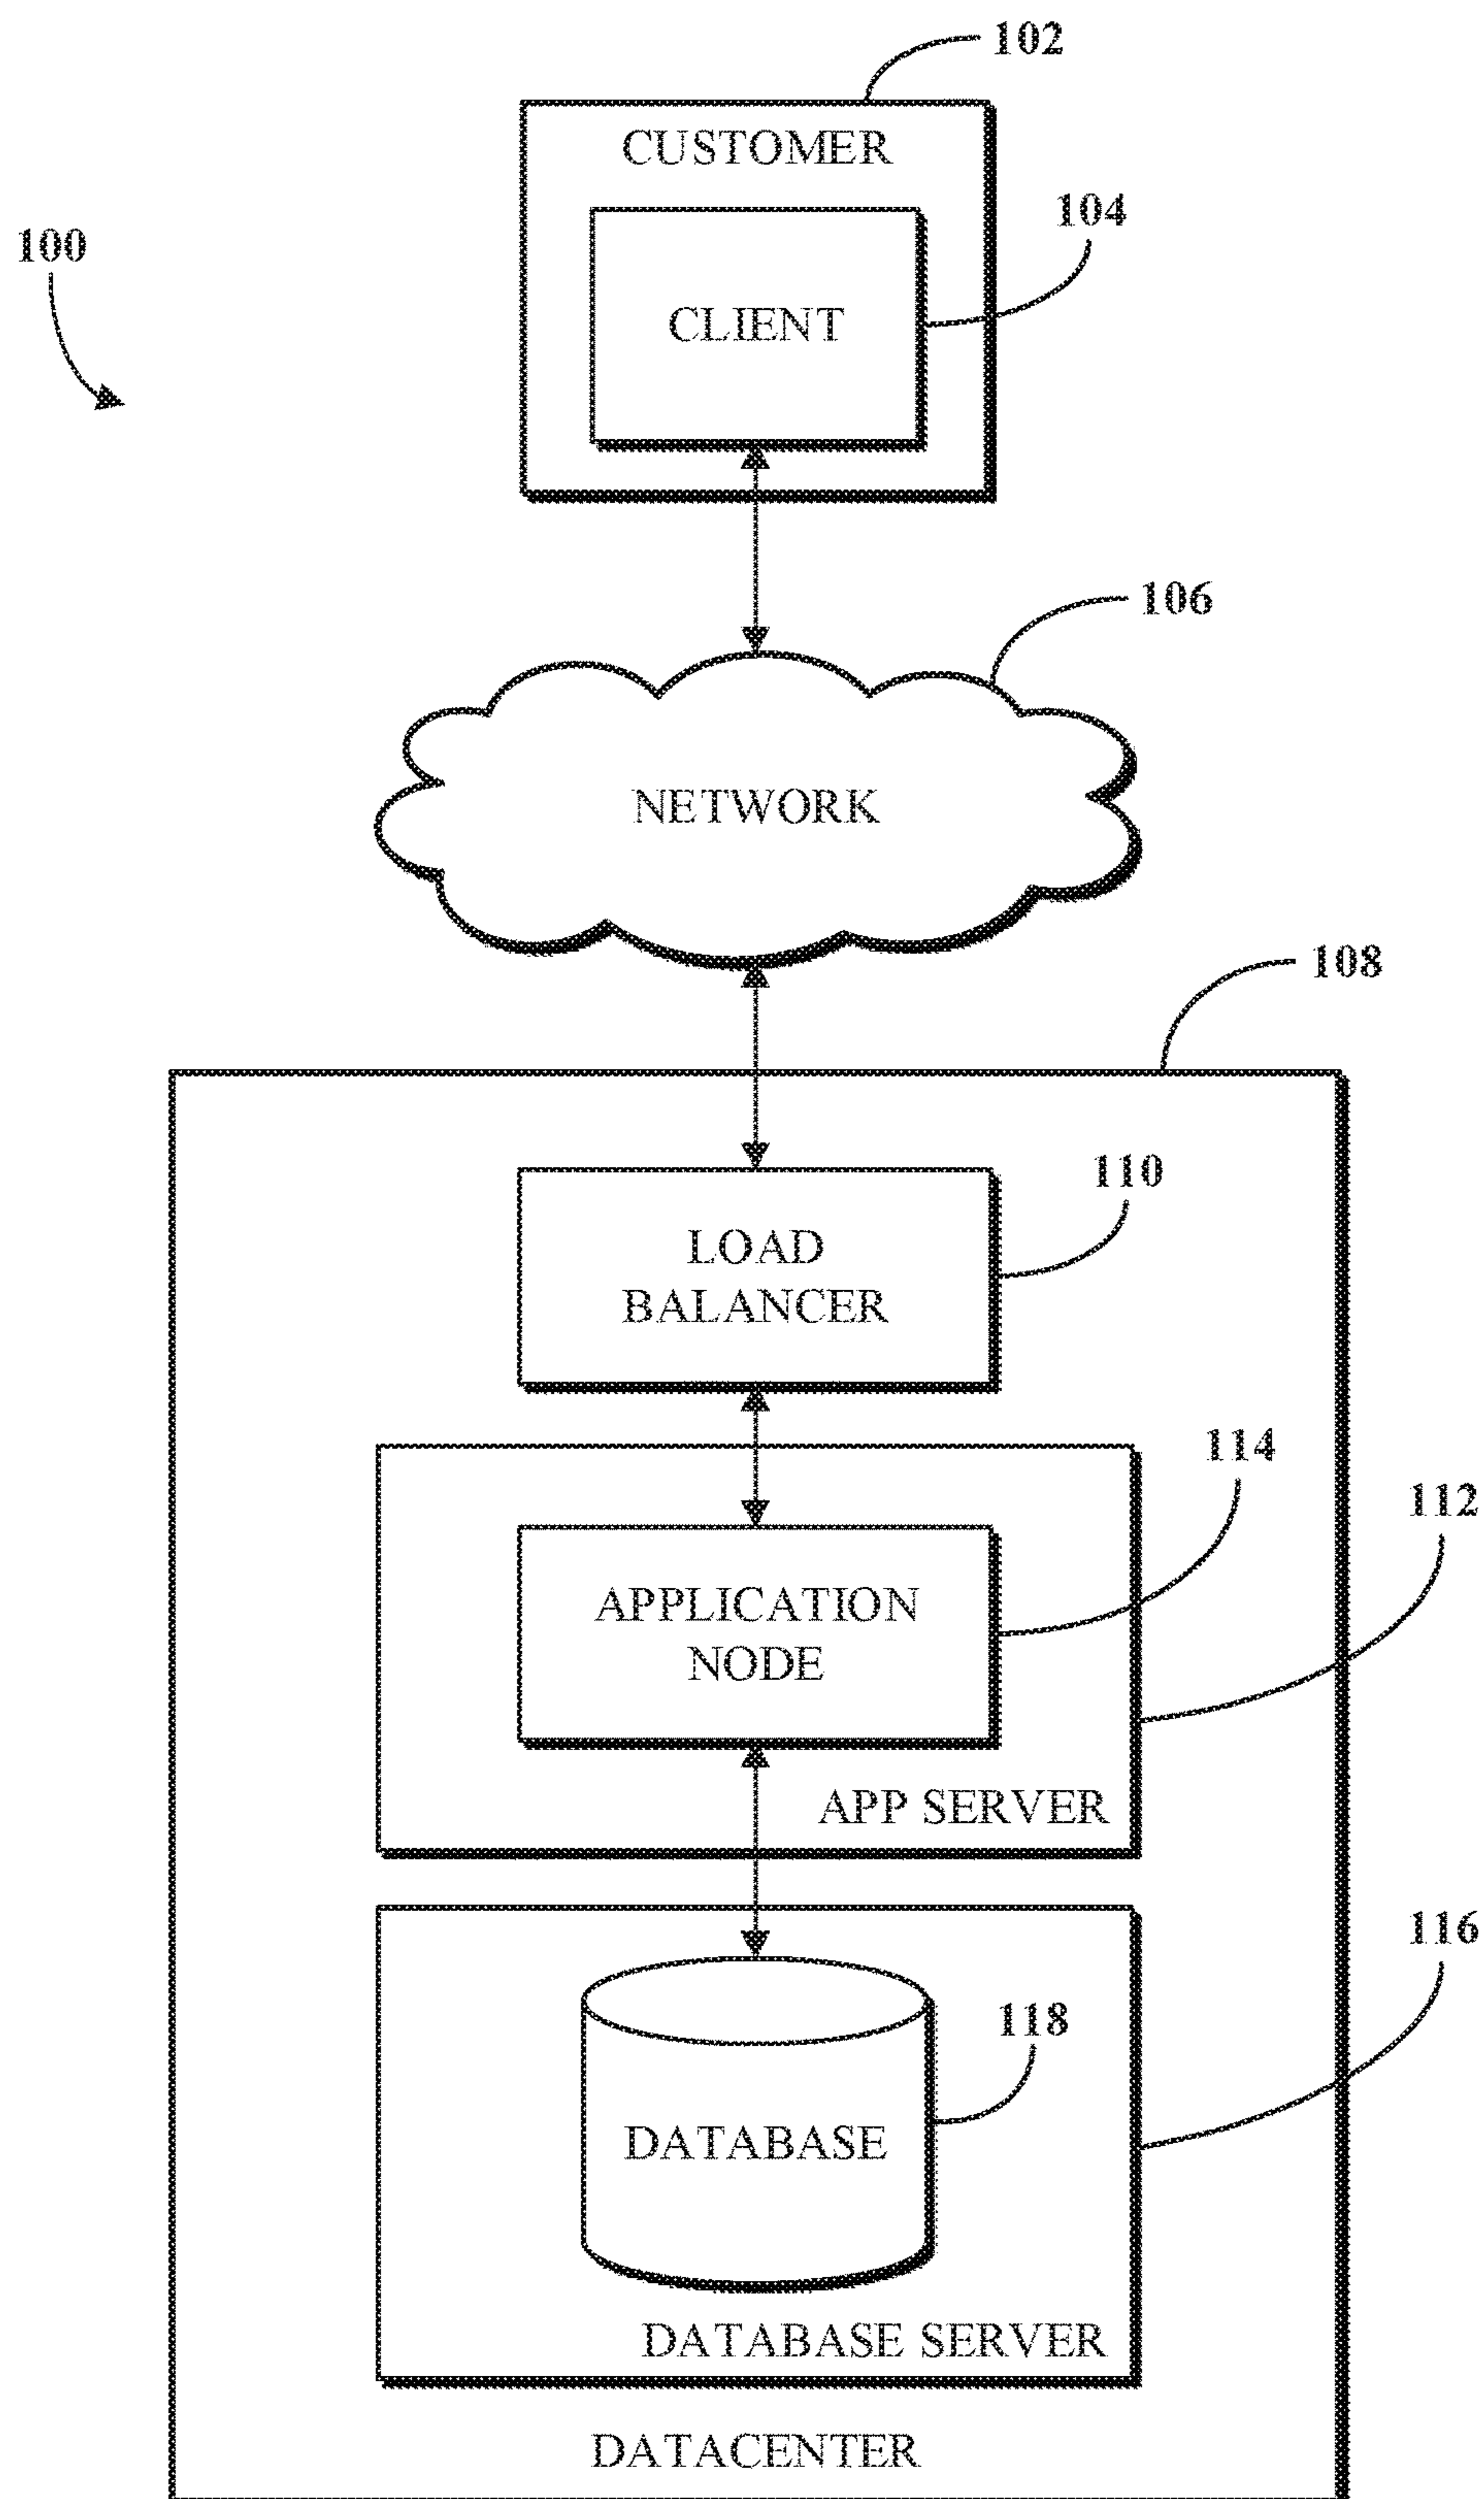 102
CUSTOMER
104
100
CLIENT
106
NETWORK
108
110
LOAD
BALANCER
114
112
APPLICATION
NODE
APP SERVER
116
118
DATABASE
DATABASE SERVER
DATACENTER